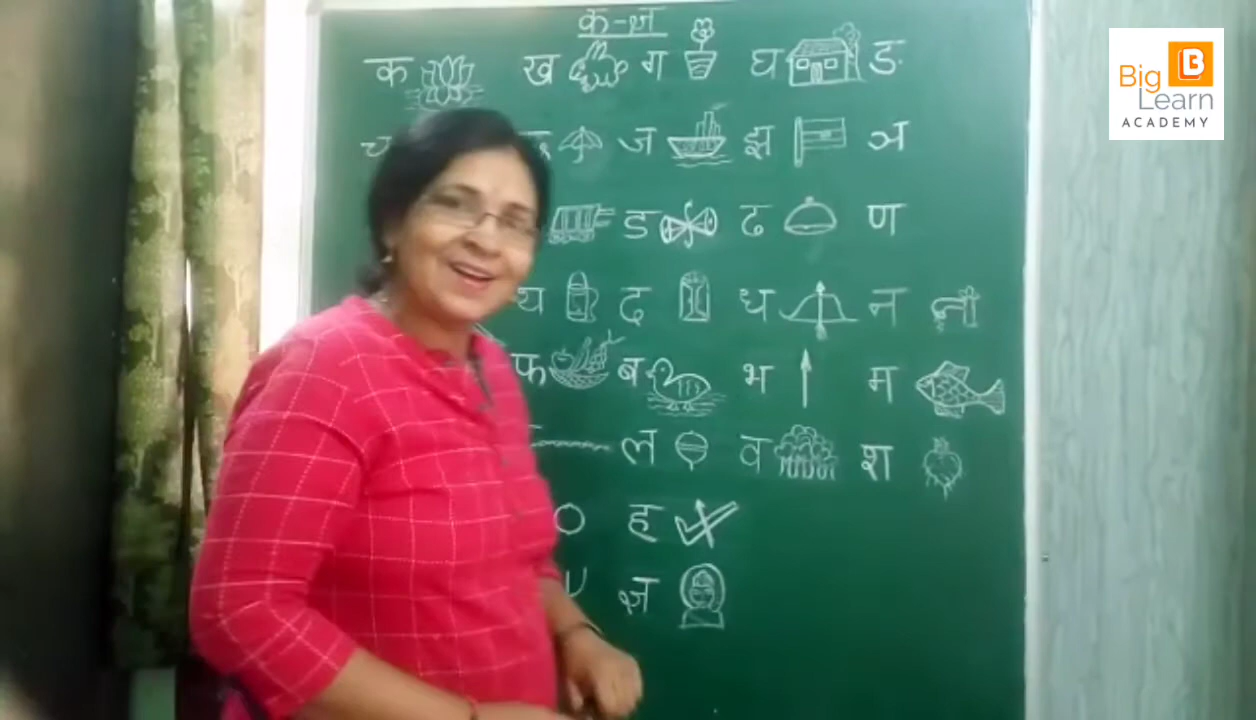 क-ज्ञ
क ख ग घ ङ
च ज झ ञ
ड ढ ण
थ द ध न
फ ब भ म
ल व श
ह
ज्ञ
Big
Learn
ACADEMY
B